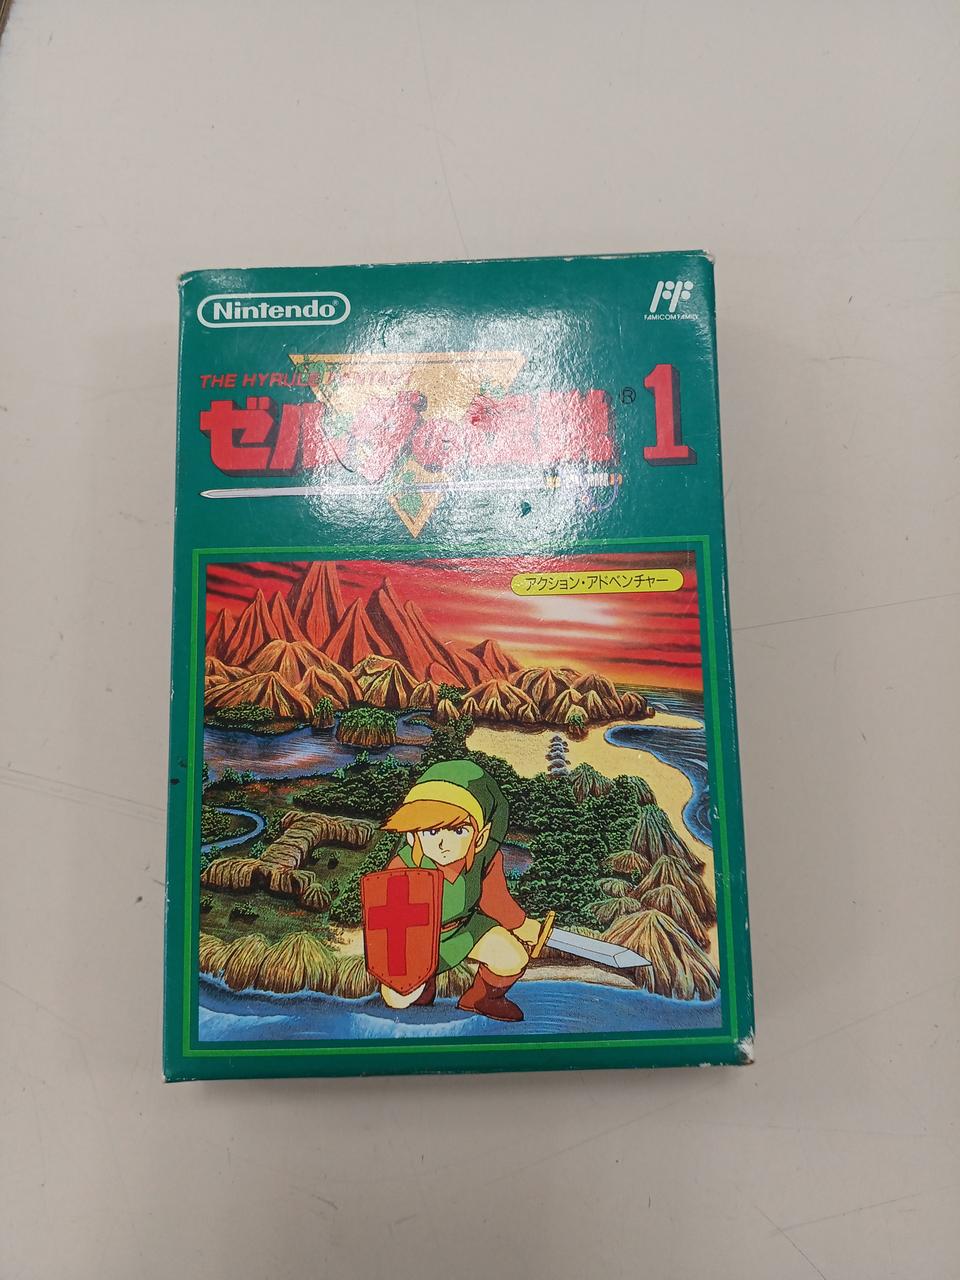 Nintendo®
FAMICOM FAMILY
THE HYRULE FANTASY
ゼルダの伝説® 1
アクション・アドベンチャー